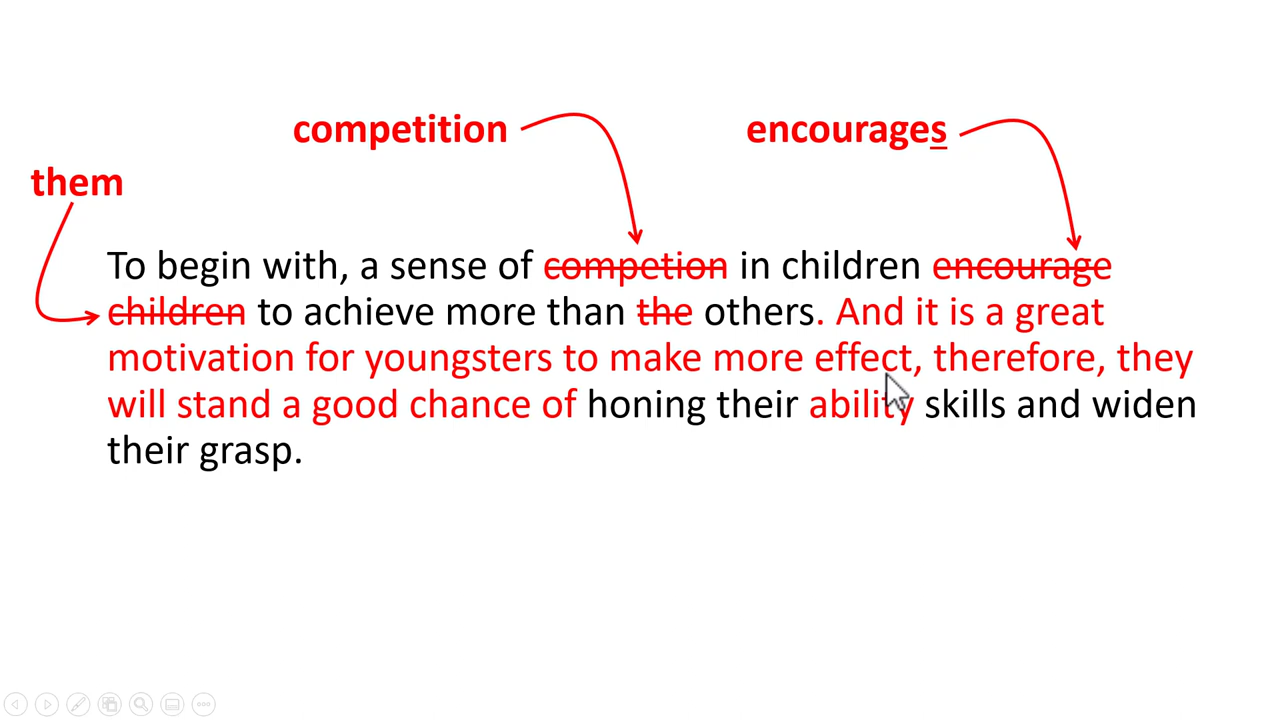 competition
encourages
them
To begin with, a sense of competion in children encourage
children to achieve more than the others. And it is a great
motivation for youngsters to make more effect, therefore, they
will stand a good chance of honing their ability skills and widen
their grasp.